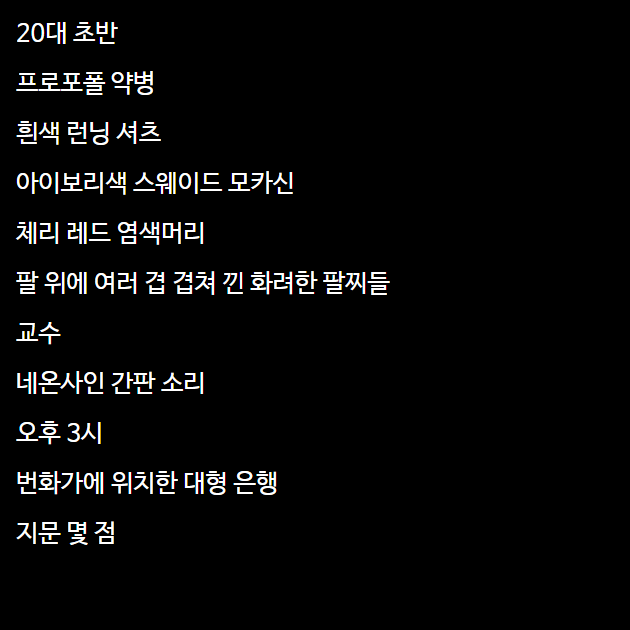 20대 초반
프로포폴 약병
흰색 런닝 셔츠
아이보리색 스웨이드 모카신
체리 레드 염색머리
팔 위에 여러 겹 겹쳐 낀 화려한 팔찌들
교수
네온사인 간판 소리
오후 3시
번화가에 위치한 대형 은행
지문 몇 점